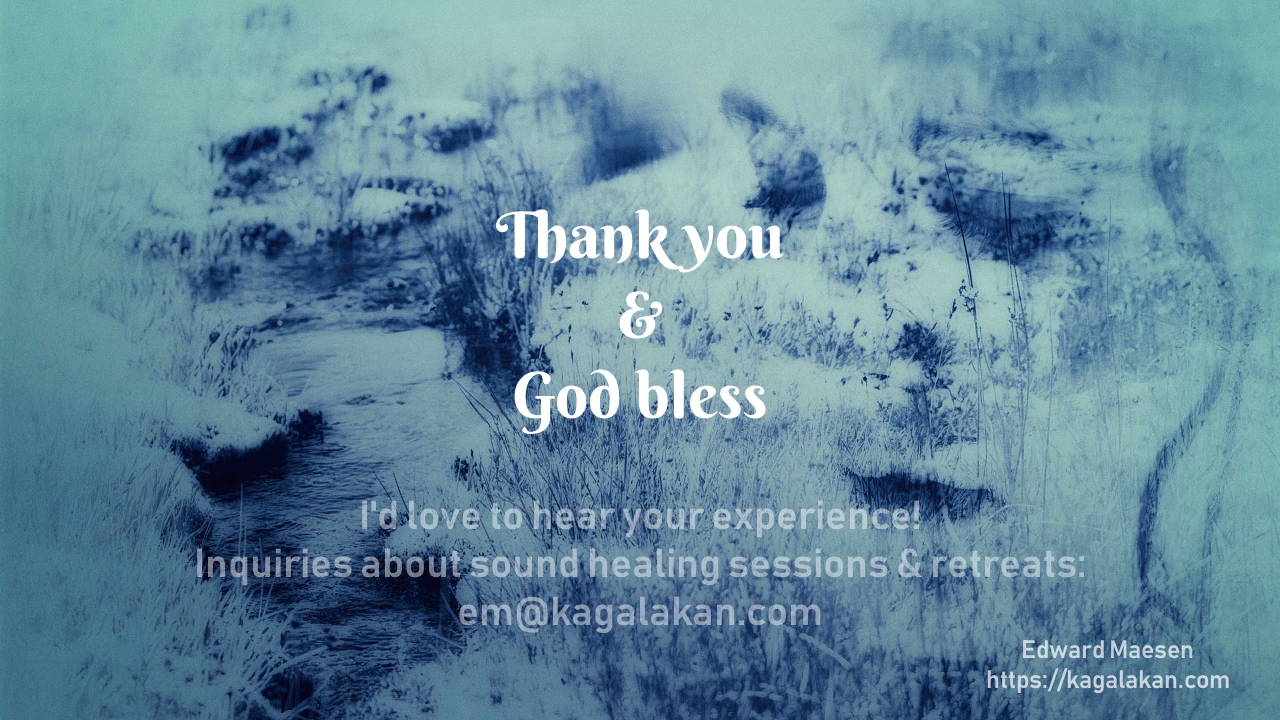 Thank you
&
God bless
I'd love to hear your experience!
Inquiries about sound healing sessions & retreats:
em@kagalakan.com
Edward Maesen
https://kagalakan.com